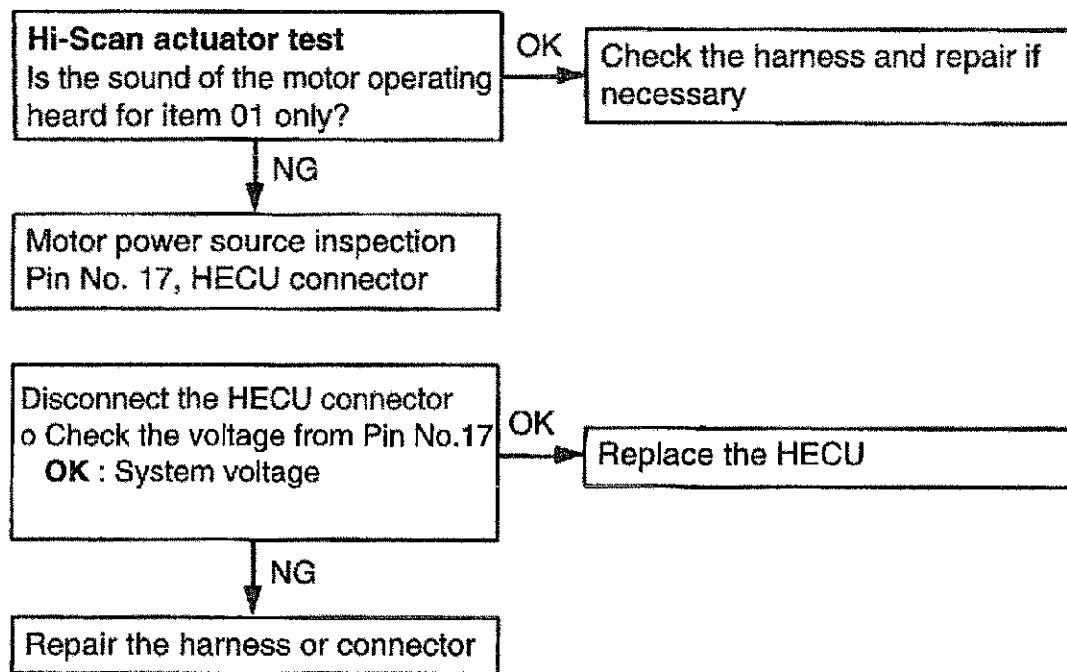 Hi-Scan actuator test
Is the sound of the motor operating
heard for item 01 only?
OK
Check the harness and repair if
necessary
NG
Motor power source inspection
Pin No. 17, HECU connector
Disconnect the HECU connector
o Check the voltage from Pin No.17
OK : System voltage
OK
Replace the HECU
NG
Repair the harness or connector